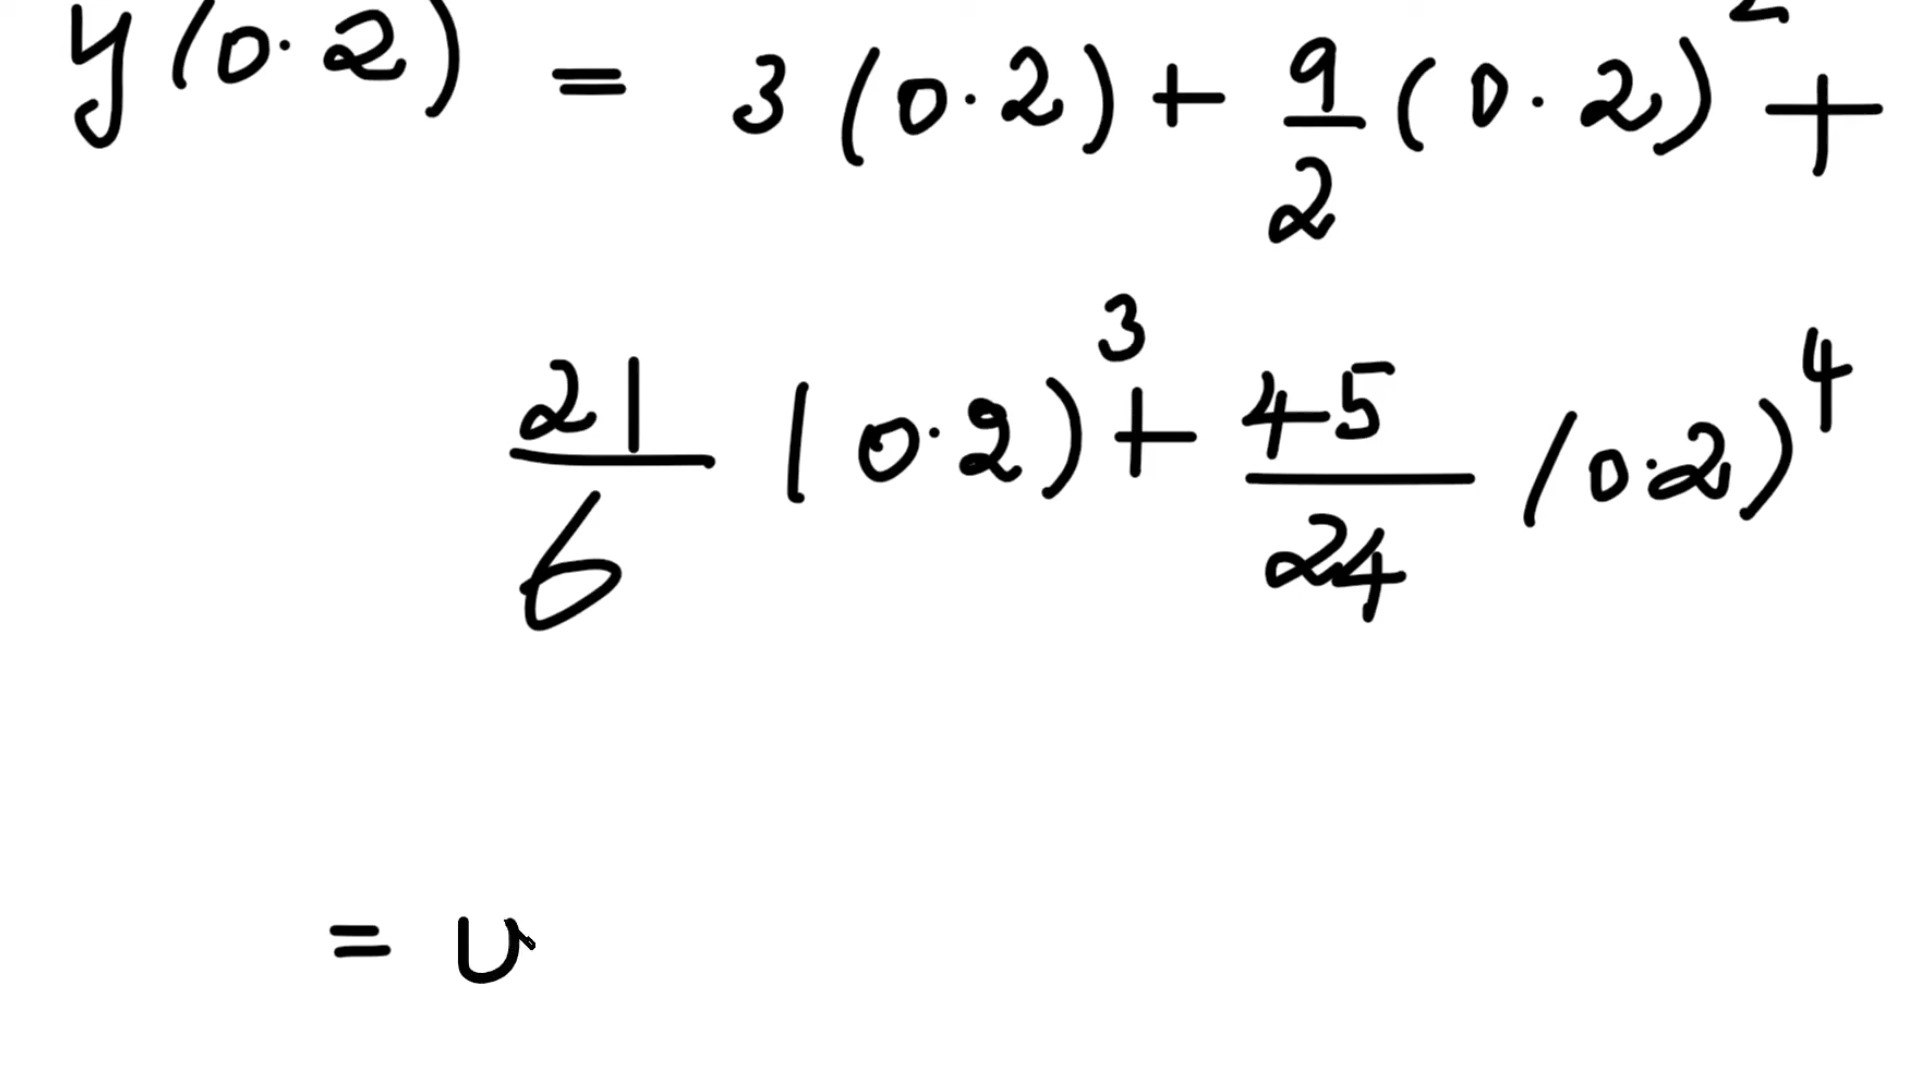 y(0.2) = 3(0.2) + 9/2 (0.2)² +
21/6 (0.2)³ + 45/24 (0.2)⁴
=